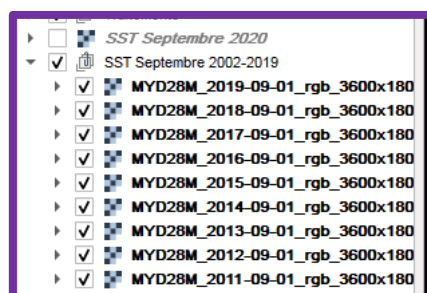 SST Septembre 2020
SST Septembre 2002-2019
MYD28M_2019-09-01_rgb_3600x180
MYD28M_2018-09-01_rgb_3600x180
MYD28M_2017-09-01_rgb_3600x180
MYD28M_2016-09-01_rgb_3600x180
MYD28M_2015-09-01_rgb_3600x180
MYD28M_2014-09-01_rgb_3600x180
MYD28M_2013-09-01_rgb_3600x180
MYD28M_2012-09-01_rgb_3600x180
MYD28M_2011-09-01_rgb_3600x180